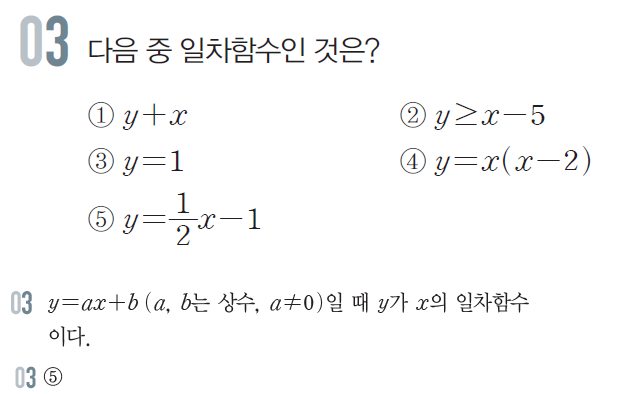 03 다음 중 일차함수인 것은?
① y+x ② y≥x-5
③ y=1 ④ y=x(x-2)
⑤ y=1/2x-1
03 y=ax+b (a, b는 상수, a≠0)일 때 y가 x의 일차함수
이다.
03 ⑤